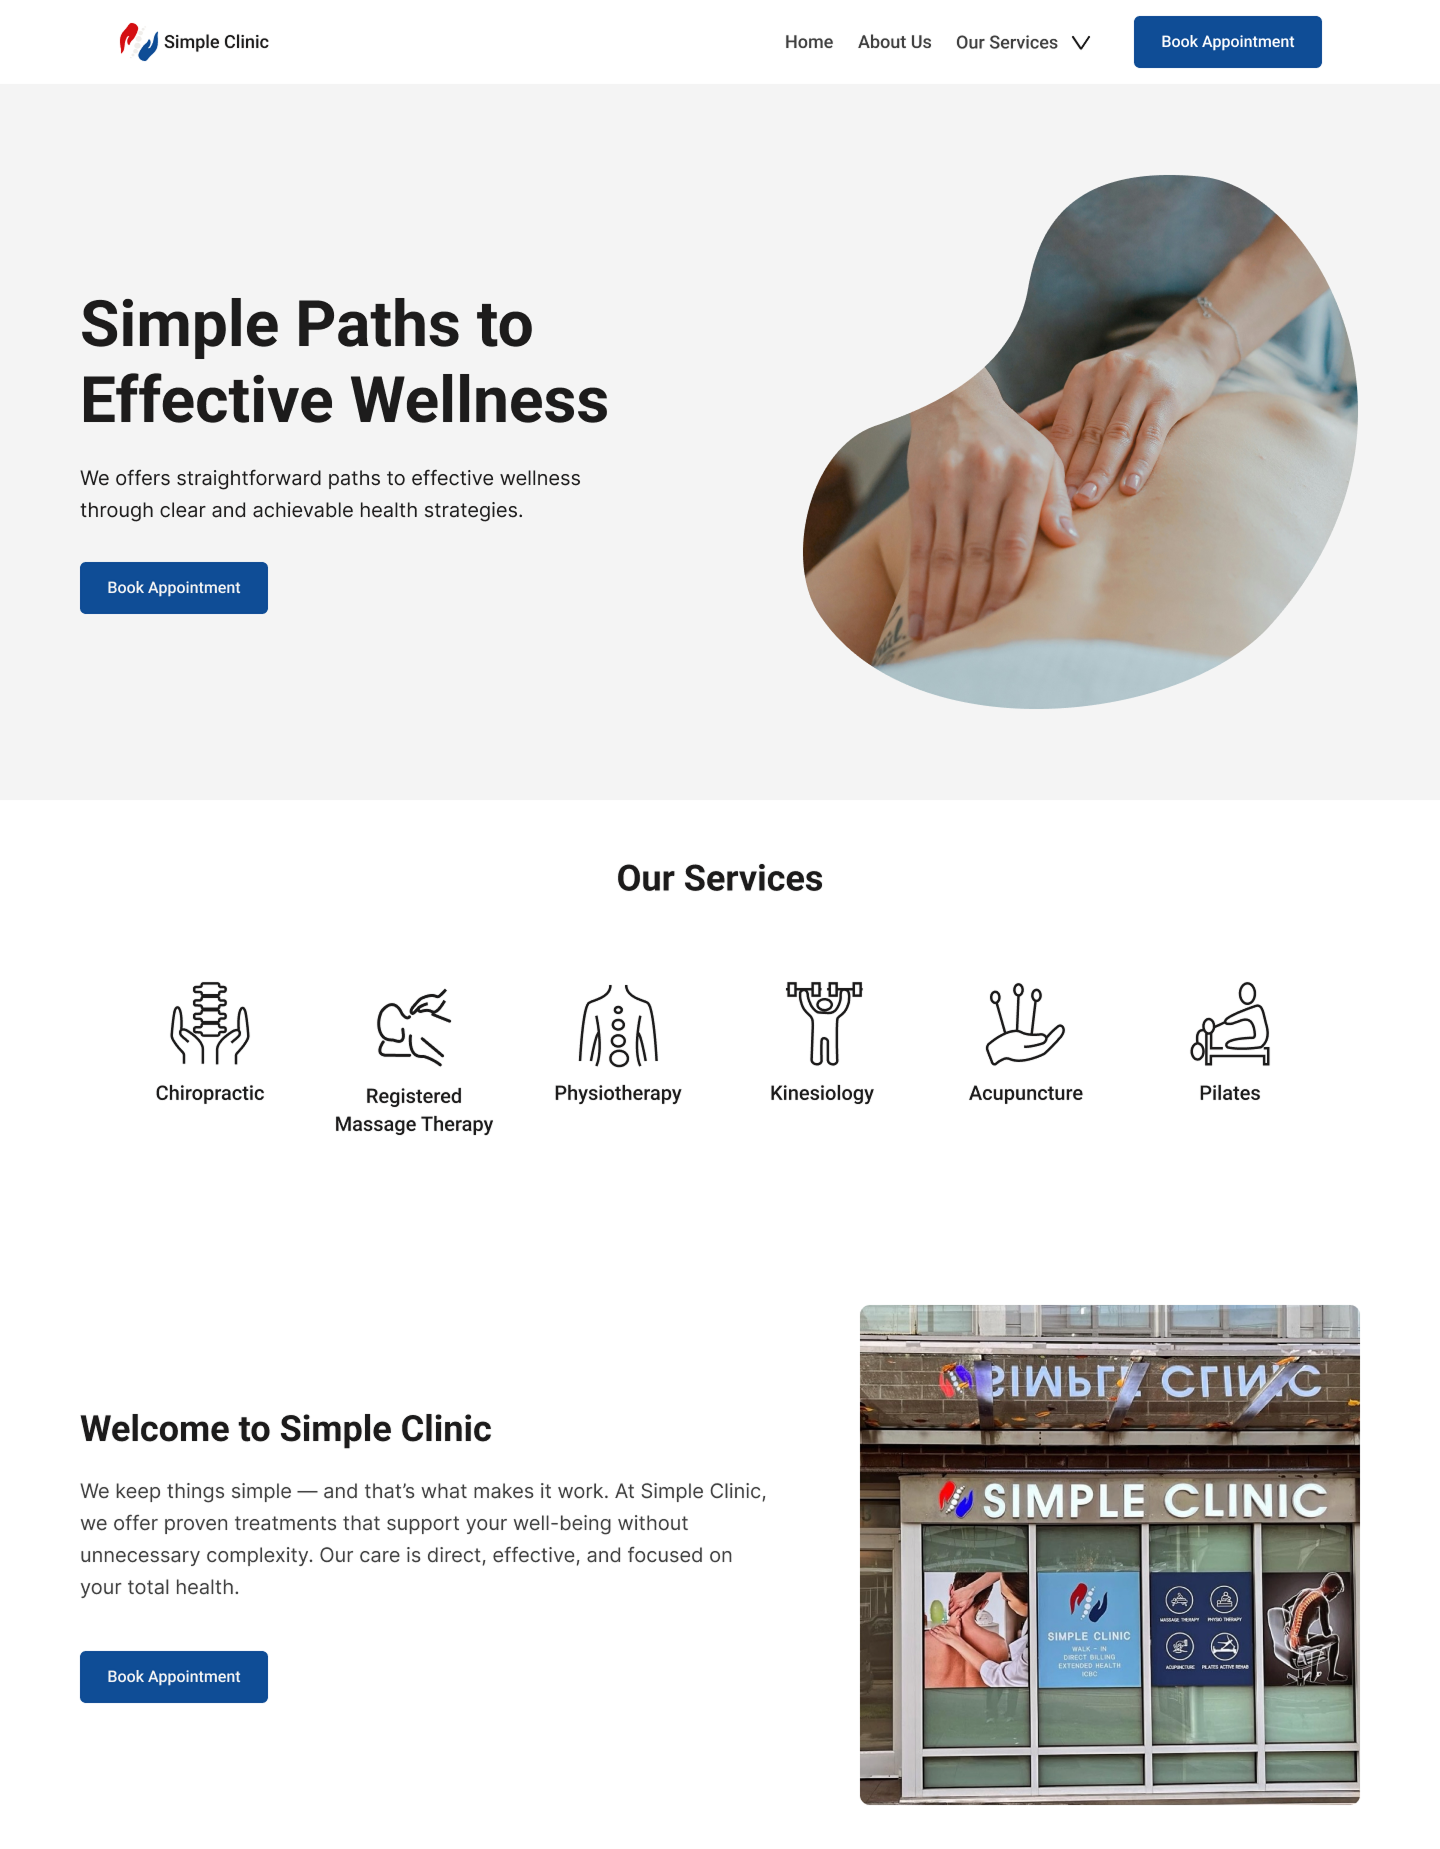 Simple Clinic
Home
About Us
Our Services
Book Appointment
Simple Paths to
Effective Wellness
We offers straightforward paths to effective wellness
through clear and achievable health strategies.
Book Appointment
Our Services
Chiropractic
Registered
Massage Therapy
Physiotherapy
Kinesiology
Acupuncture
Pilates
Welcome to Simple Clinic
We keep things simple — and that’s what makes it work. At Simple Clinic,
we offer proven treatments that support your well-being without
unnecessary complexity. Our care is direct, effective, and focused on
your total health.
Book Appointment
SIMPLE CLINIC
SIMPLE CLINIC
SIMPLE CLINIC
WALK - IN
DIRECT BILLING
EXTENDED HEALTH
ICBC
MASSAGE THERAPY
PHYSIO THERAPY
ACUPUNCTURE
PILATES ACTIVE REHAB